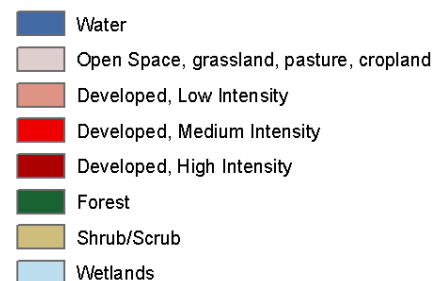 Water
Open Space, grassland, pasture, cropland
Developed, Low Intensity
Developed, Medium Intensity
Developed, High Intensity
Forest
Shrub/Scrub
Wetlands